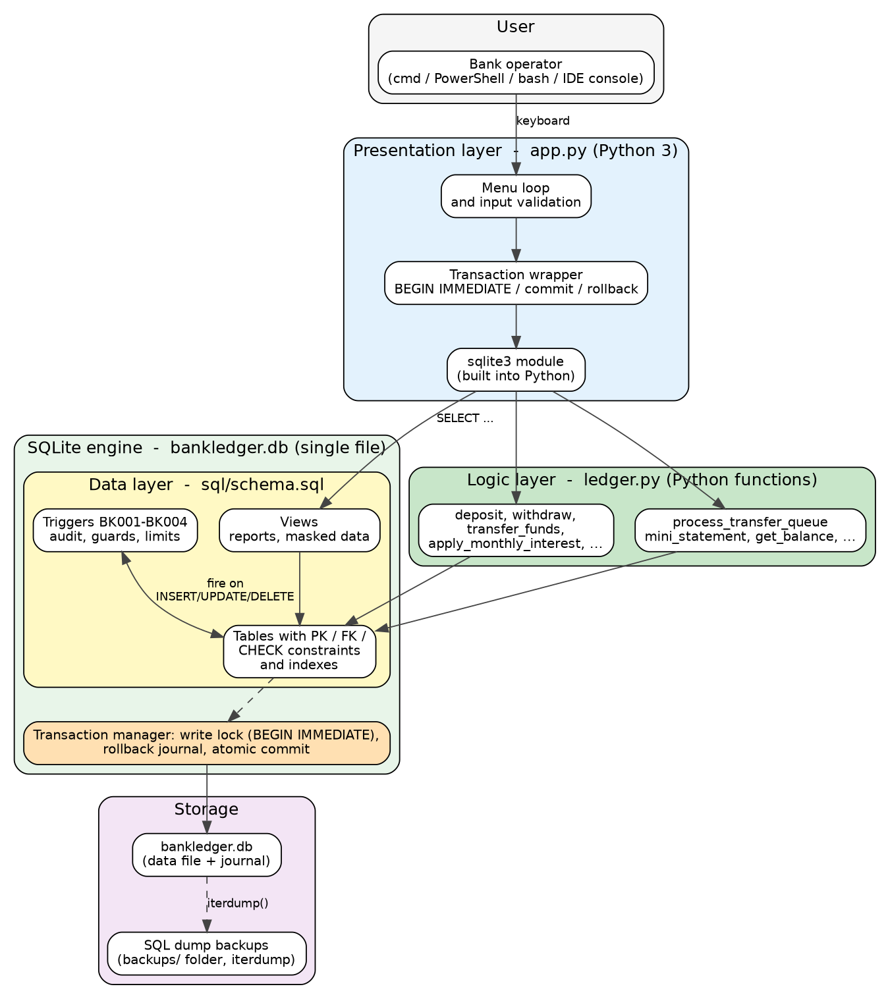 User
Bank operator
(cmd / PowerShell / bash / IDE console)
keyboard
Presentation layer  -  app.py (Python 3)
Menu loop
and input validation
Transaction wrapper
BEGIN IMMEDIATE / commit / rollback
sqlite3 module
(built into Python)
SELECT ...
SQLite engine  -  bankledger.db (single file)
Data layer  -  sql/schema.sql
Triggers BK001-BK004
audit, guards, limits
Views
reports, masked data
Logic layer  -  ledger.py (Python functions)
deposit, withdraw,
transfer_funds,
apply_monthly_interest, ...
process_transfer_queue
mini_statement, get_balance, ...
fire on
INSERT/UPDATE/DELETE
Tables with PK / FK /
CHECK constraints
and indexes
Transaction manager: write lock (BEGIN IMMEDIATE),
rollback journal, atomic commit
Storage
bankledger.db
(data file + journal)
iterdump()
SQL dump backups
(backups/ folder, iterdump)